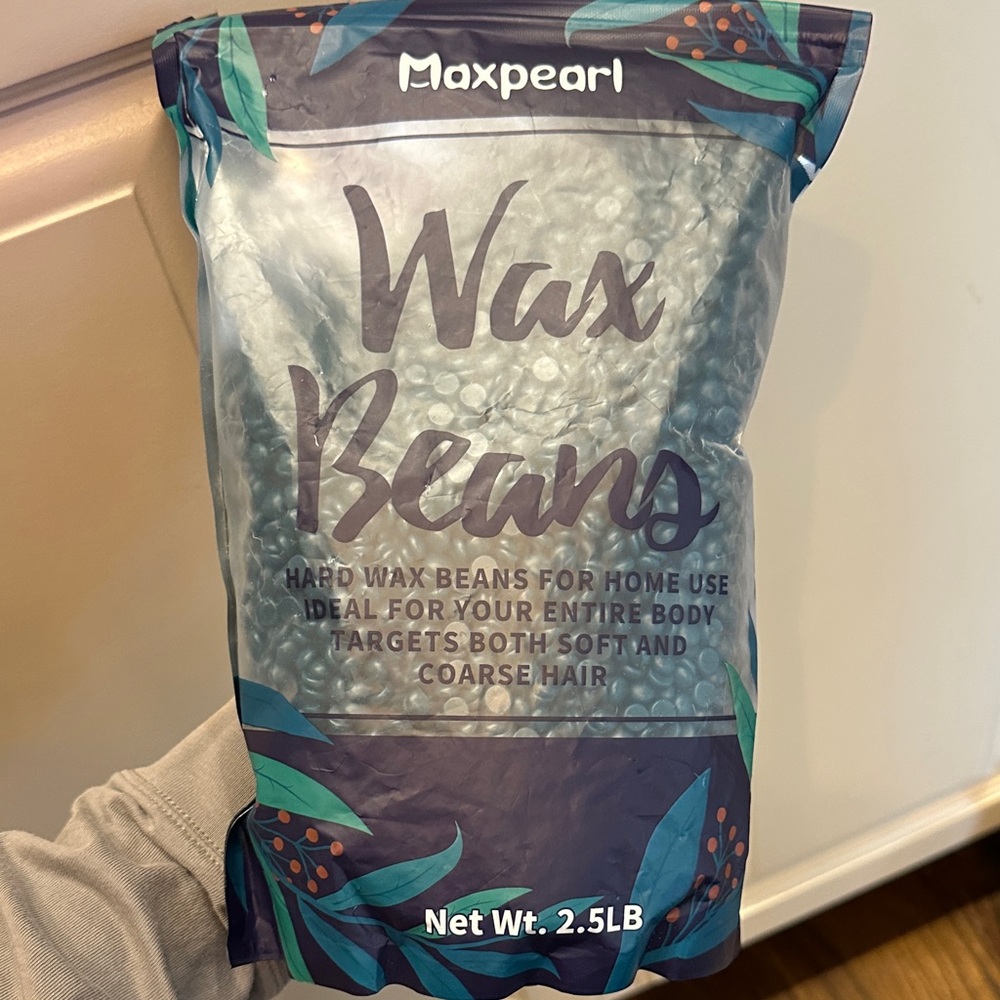 Maxpearl
Wax
Beans
HARD WAX BEANS FOR HOME USE
IDEAL FOR YOUR ENTIRE BODY
TARGETS BOTH SOFT AND
COARSE HAIR
Net Wt. 2.5LB